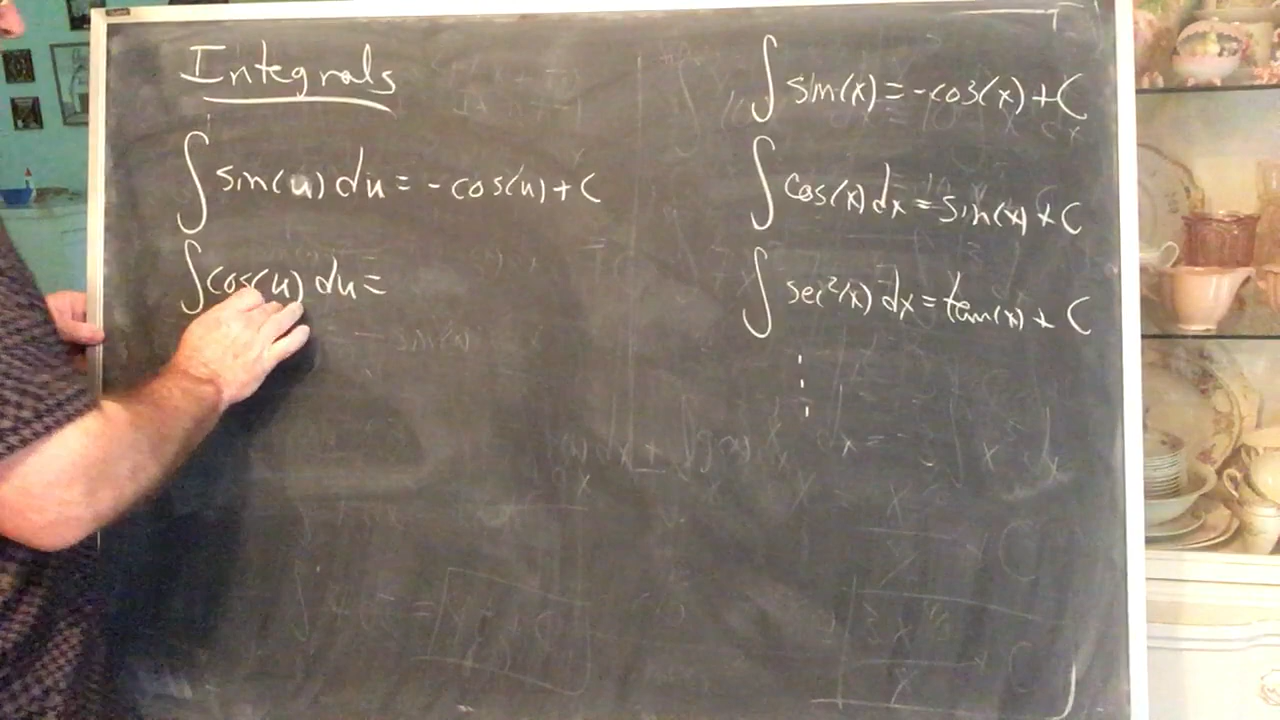 Integrals
∫ sin(u) du = - cos(u) + C
∫ cos(u) du =
∫ sin(x) = - cos(x) + C
∫ cos(x) dx = sin(x) + C
∫ sec²(x) dx = tan(x) + C
⋮